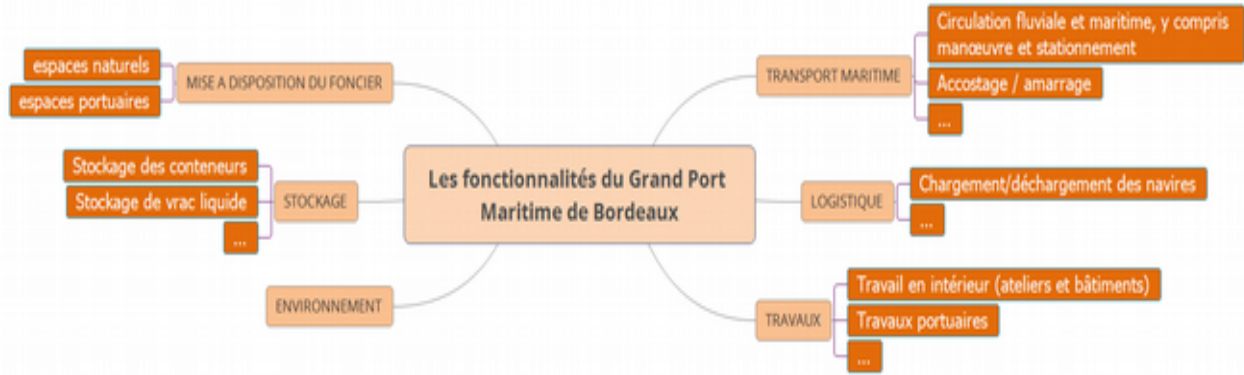 Les fonctionnalités du Grand Port
Maritime de Bordeaux
MISE A DISPOSITION DU FONCIER
espaces naturels
espaces portuaires
STOCKAGE
Stockage des conteneurs
Stockage de vrac liquide
...
ENVIRONNEMENT
TRANSPORT MARITIME
Circulation fluviale et maritime, y compris
manœuvre et stationnement
Accostage / amarrage
...
LOGISTIQUE
Chargement/déchargement des navires
...
TRAVAUX
Travail en intérieur (ateliers et bâtiments)
Travaux portuaires
...